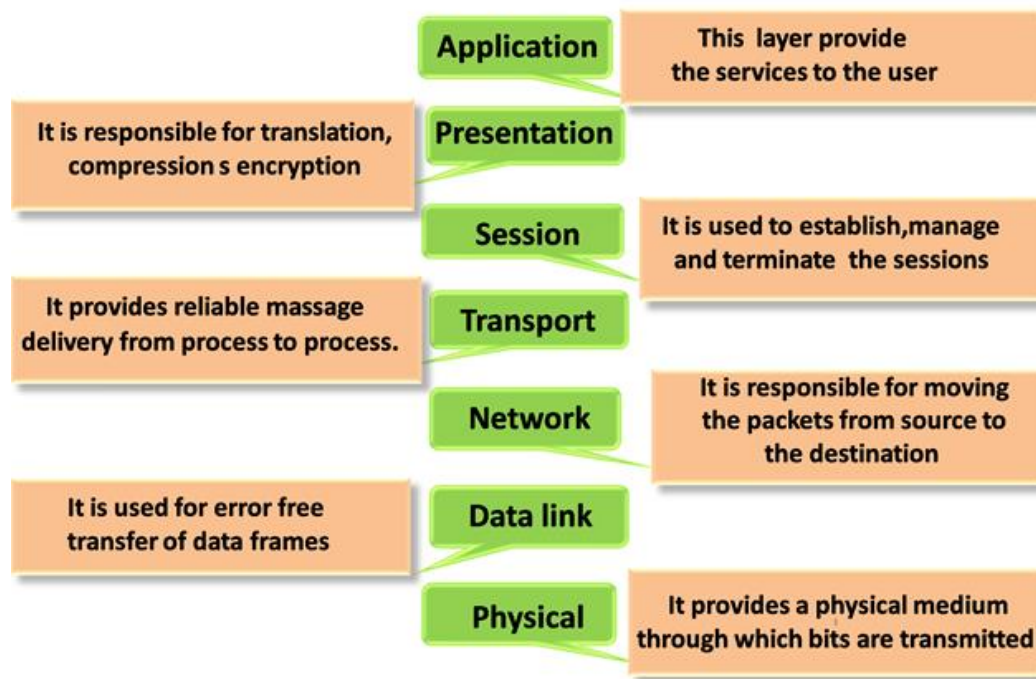 Application
This layer provide
the services to the user
Presentation
It is responsible for translation,
compression s encryption
Session
It is used to establish,manage
and terminate the sessions
Transport
It provides reliable massage
delivery from process to process.
Network
It is responsible for moving
the packets from source to
the destination
Data link
It is used for error free
transfer of data frames
Physical
It provides a physical medium
through which bits are transmitted